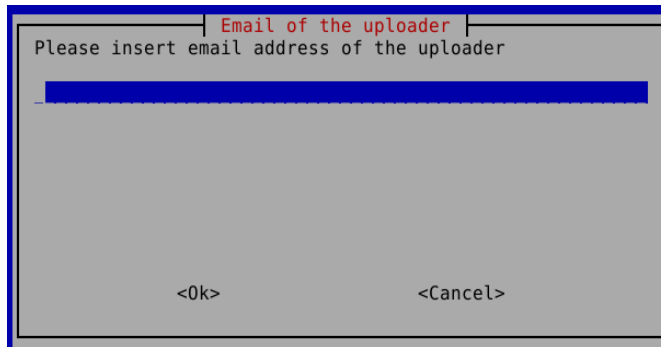 Email of the uploader
Please insert email address of the uploader
<Ok> <Cancel>